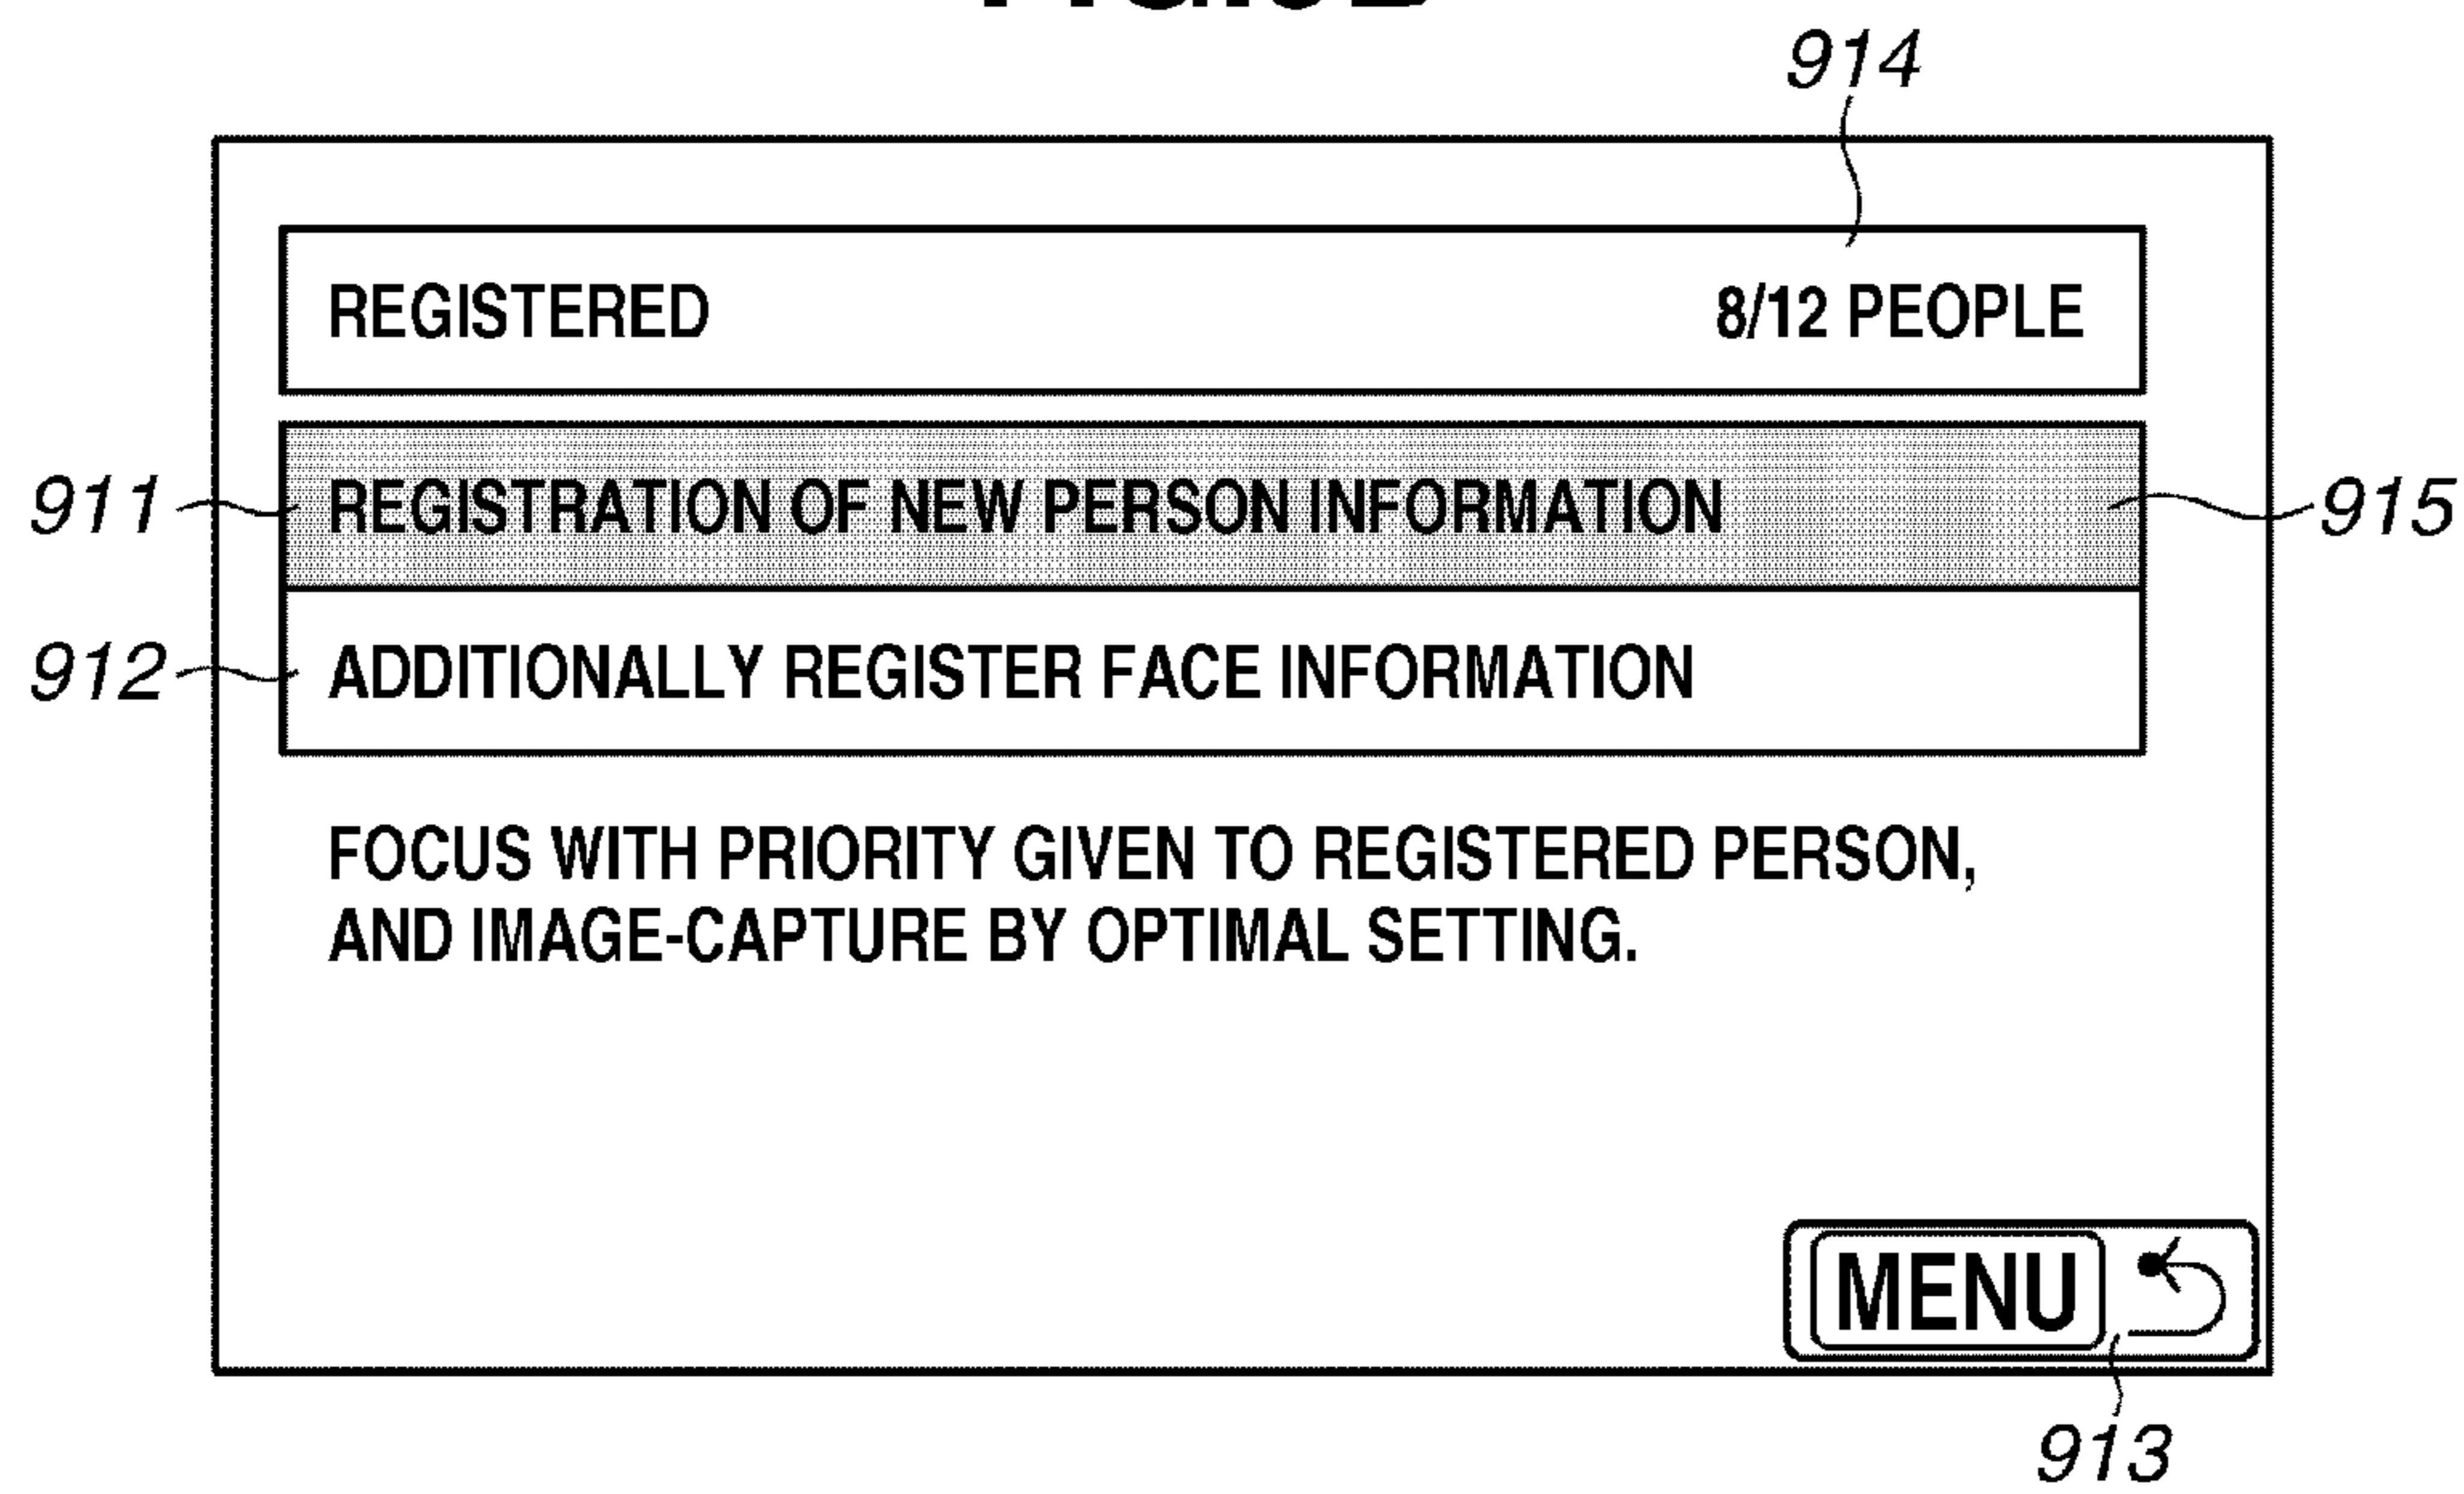 914
REGISTERED 8/12 PEOPLE
911 REGISTRATION OF NEW PERSON INFORMATION 915
912 ADDITIONALLY REGISTER FACE INFORMATION
FOCUS WITH PRIORITY GIVEN TO REGISTERED PERSON,
AND IMAGE-CAPTURE BY OPTIMAL SETTING.
MENU
913